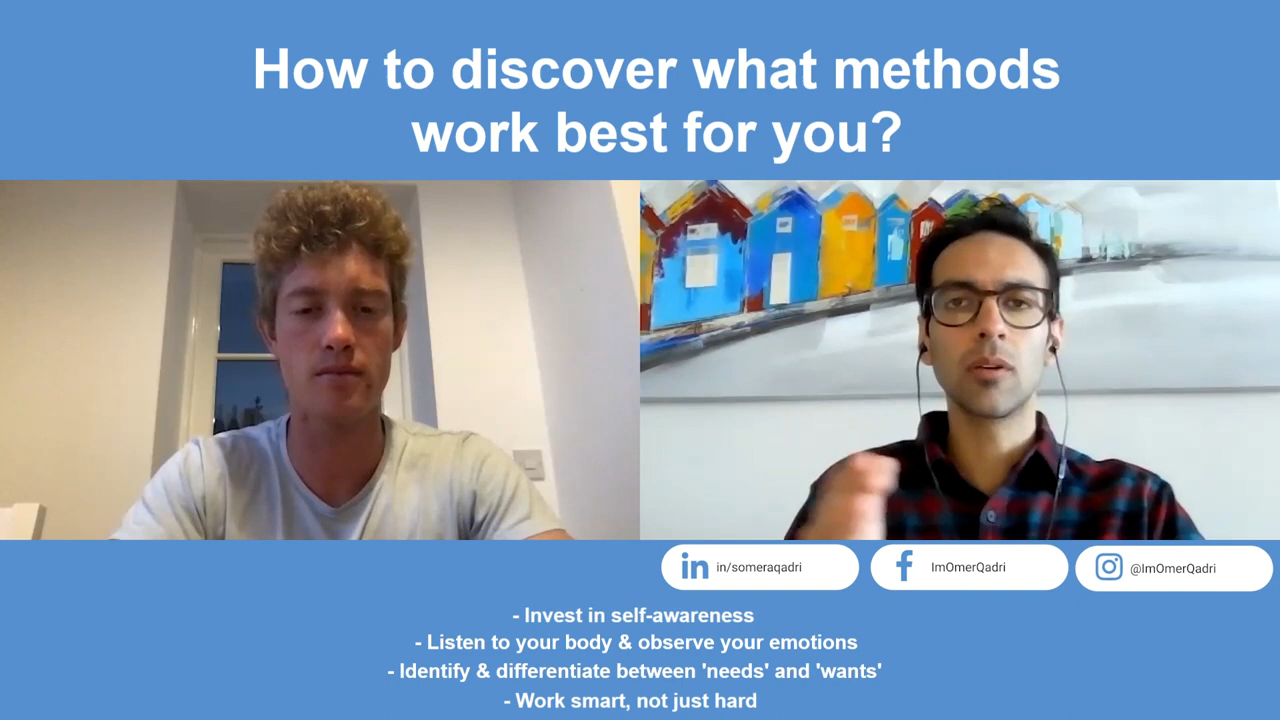 How to discover what methods
work best for you?
in/someraqadri
ImOmerQadri
@ImOmerQadri
- Invest in self-awareness
- Listen to your body & observe your emotions
- Identify & differentiate between 'needs' and 'wants'
- Work smart, not just hard